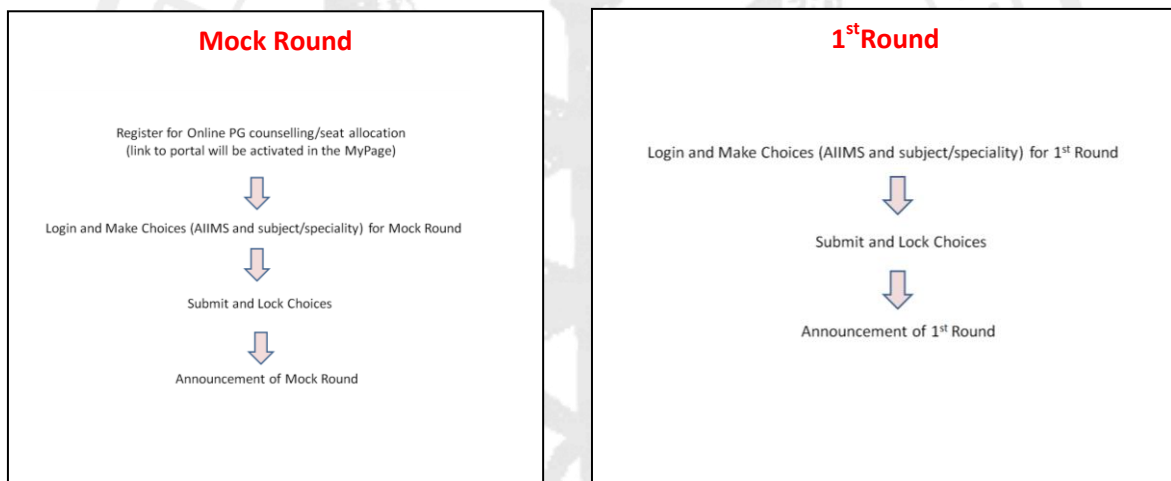 Mock Round
Register for Online PG counselling/seat allocation
(link to portal will be activated in the MyPage)
Login and Make Choices (AIIMS and subject/speciality) for Mock Round
Submit and Lock Choices
Announcement of Mock Round
1stRound
Login and Make Choices (AIIMS and subject/speciality) for 1st Round
Submit and Lock Choices
Announcement of 1st Round